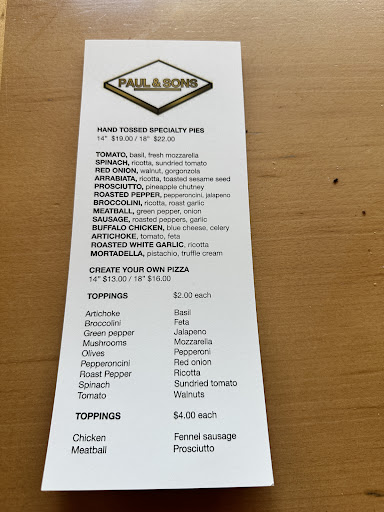 PAUL & SONS
HAND TOSSED SPECIALTY PIES
14" $19.00 / 18" $22.00
TOMATO, basil, fresh mozzarella
SPINACH, ricotta, sundried tomato
RED ONION, walnut, gorgonzola
ARRABIATA, ricotta, toasted sesame seed
PROSCIUTTO, pineapple chutney
ROASTED PEPPER, pepperoncini, jalapeno
BROCCOLINI, ricotta, roast garlic
MEATBALL, green pepper, onion
SAUSAGE, roasted peppers, garlic
BUFFALO CHICKEN, blue cheese, celery
ARTICHOKE, tomato, feta
ROASTED WHITE GARLIC, ricotta
MORTADELLA, pistachio, truffle cream
CREATE YOUR OWN PIZZA
14" $13.00 / 18" $16.00
TOPPINGS $2.00 each
Artichoke Basil
Broccolini Feta
Green pepper Jalapeno
Mushrooms Mozzarella
Olives Pepperoni
Pepperoncini Red onion
Roast Pepper Ricotta
Spinach Sundried tomato
Tomato Walnuts
TOPPINGS $4.00 each
Chicken Fennel sausage
Meatball Prosciutto